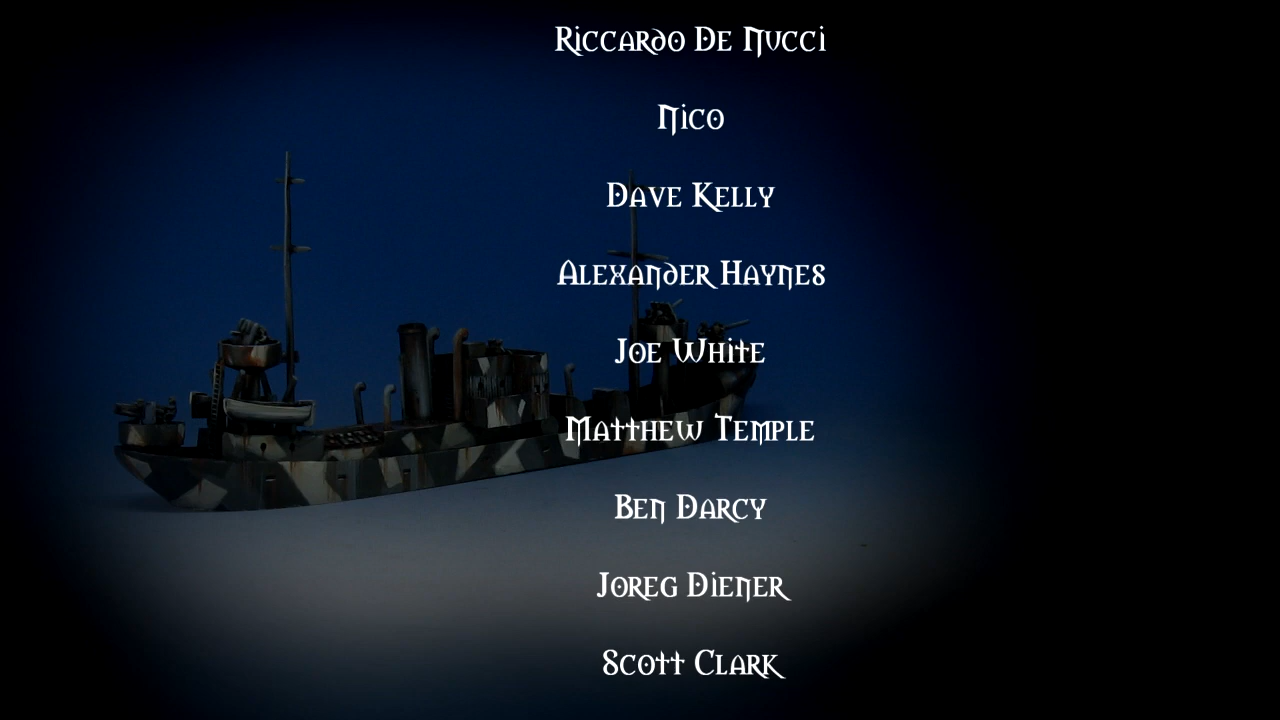 Riccardo De Nucci
Nico
Dave Kelly
Alexander Haynes
Joe White
Matthew Temple
Ben Darcy
Joreg Diener
Scott Clark